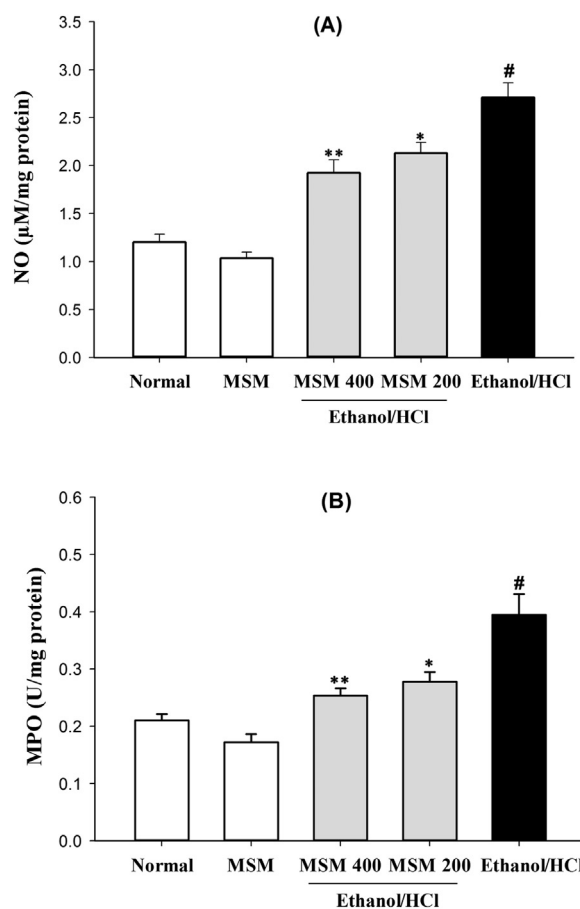 (A)
NO (µM/mg protein)
3.5
3.0
2.5
2.0
1.5
1.0
0.5
0.0
**
*
#
Normal MSM MSM 400 MSM 200 Ethanol/HCl
Ethanol/HCl
(B)
MPO (U/mg protein)
0.6
0.5
0.4
0.3
0.2
0.1
0.0
**
*
#
Normal MSM MSM 400 MSM 200 Ethanol/HCl
Ethanol/HCl